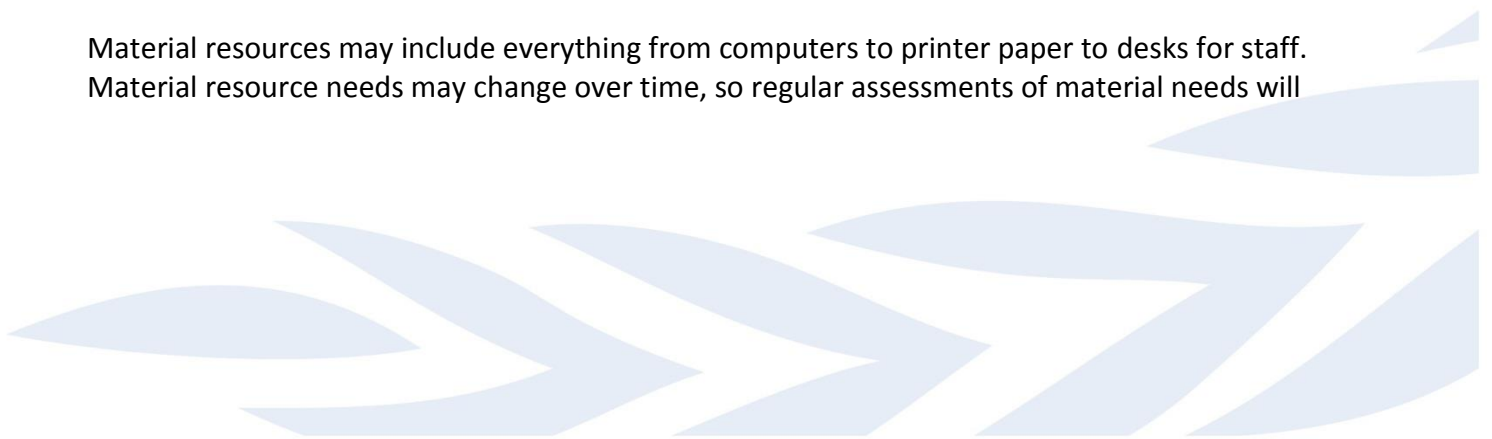 Material resources may include everything from computers to printer paper to desks for staff.
Material resource needs may change over time, so regular assessments of material needs will